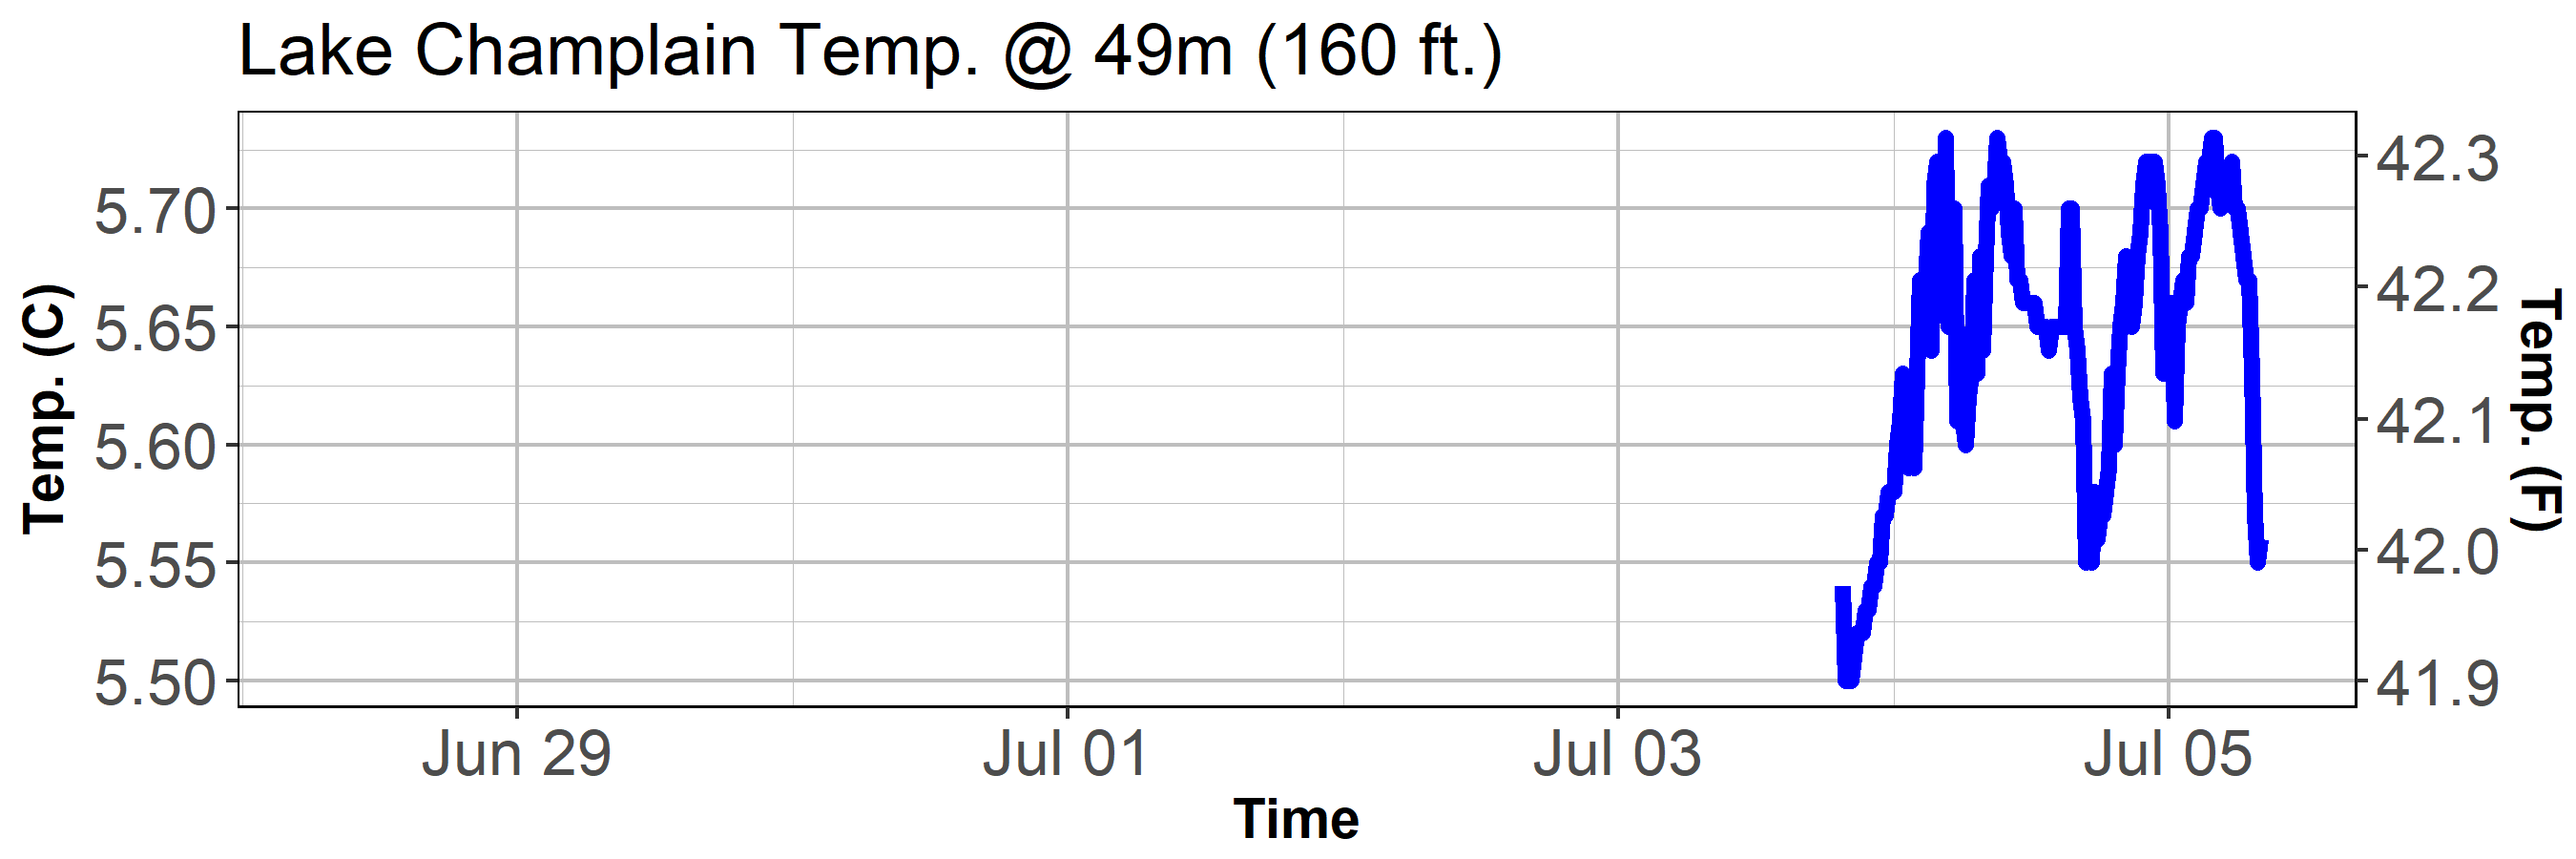 Lake Champlain Temp. @ 49m (160 ft.)
Temp. (C)
5.70
5.65
5.60
5.55
5.50
42.3
42.2
42.1
42.0
41.9
Temp. (F)
Jun 29 Jul 01 Jul 03 Jul 05
Time